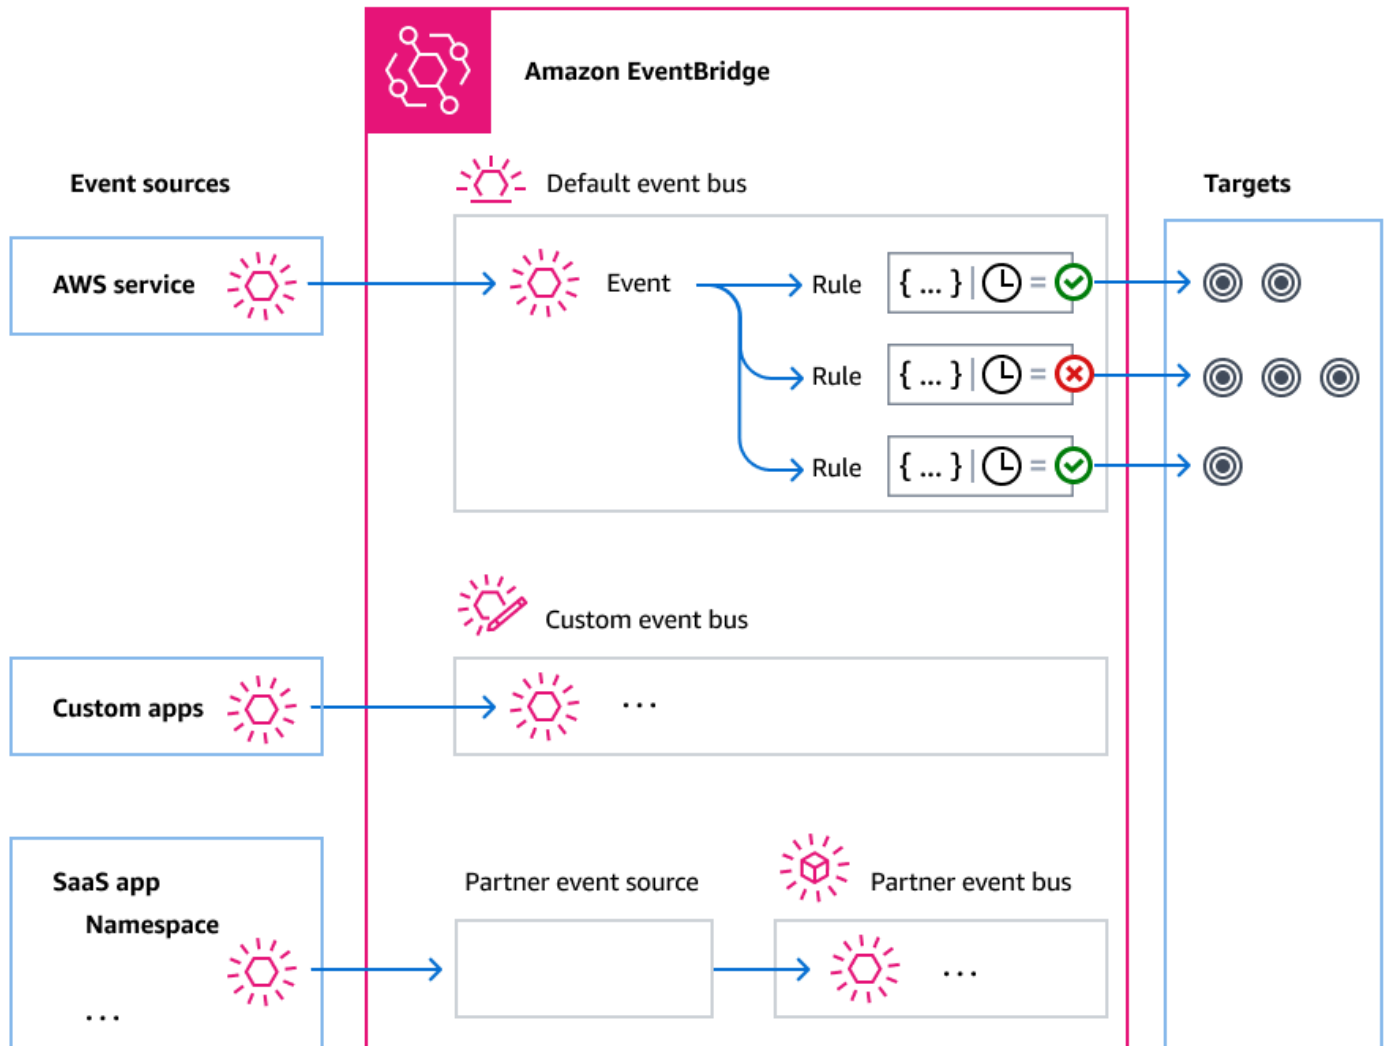 Amazon EventBridge
Event sources
Default event bus
Targets
AWS service
Event
Rule
{ ... } | =
Rule
{ ... } | =
Rule
{ ... } | =
Custom event bus
Custom apps
...
SaaS app
Namespace
...
Partner event source
Partner event bus
...